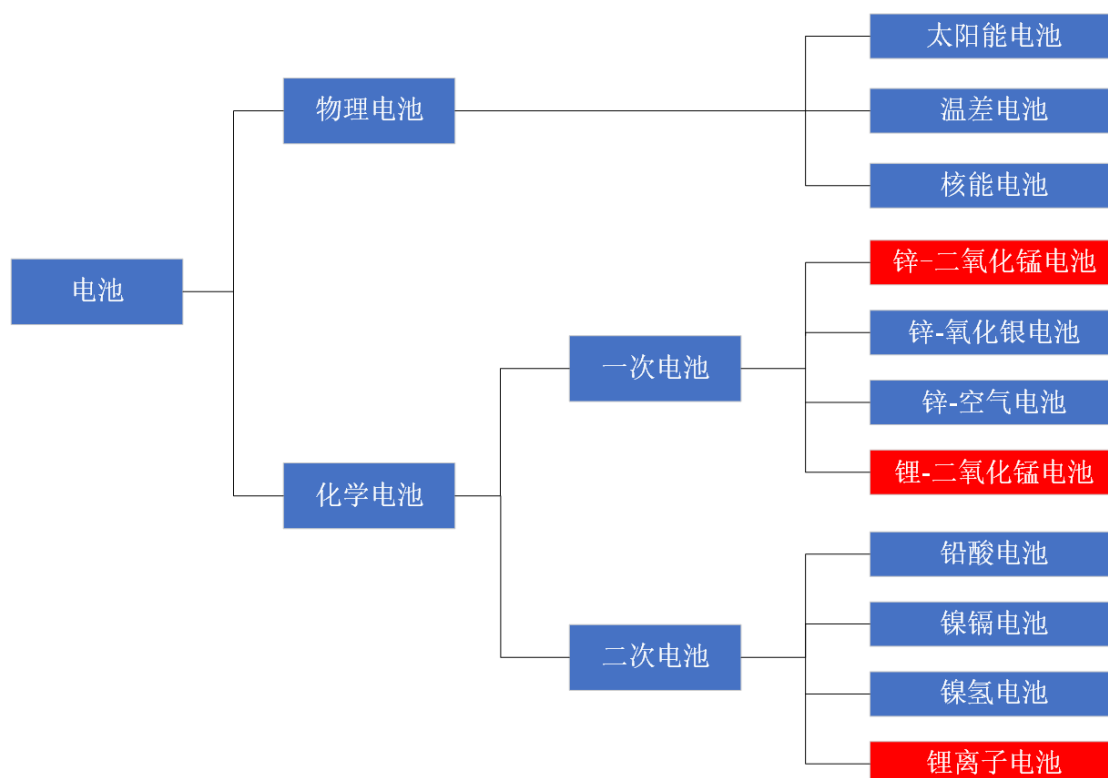 太阳能电池
物理电池
温差电池
核能电池
锌-二氧化锰电池
电池
锌-氧化银电池
一次电池
锌-空气电池
锂-二氧化锰电池
化学电池
铅酸电池
镍镉电池
二次电池
镍氢电池
锂离子电池